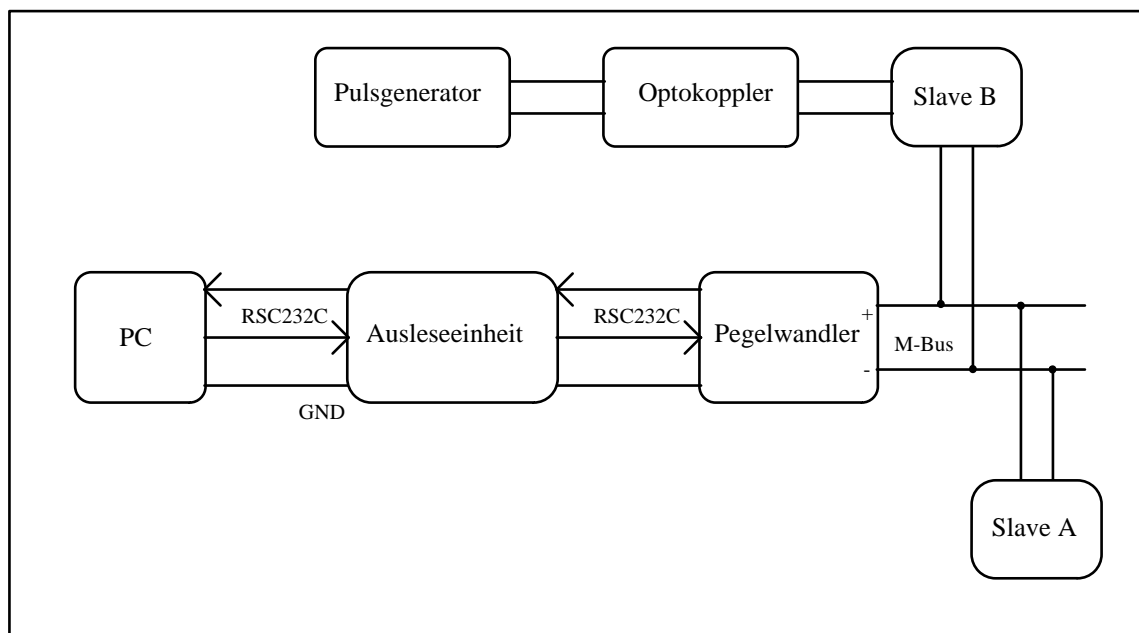 Pulsgenerator
Optokoppler
Slave B
PC
RSC232C
GND
Ausleseeinheit
RSC232C
Pegelwandler
+
-
M-Bus
Slave A